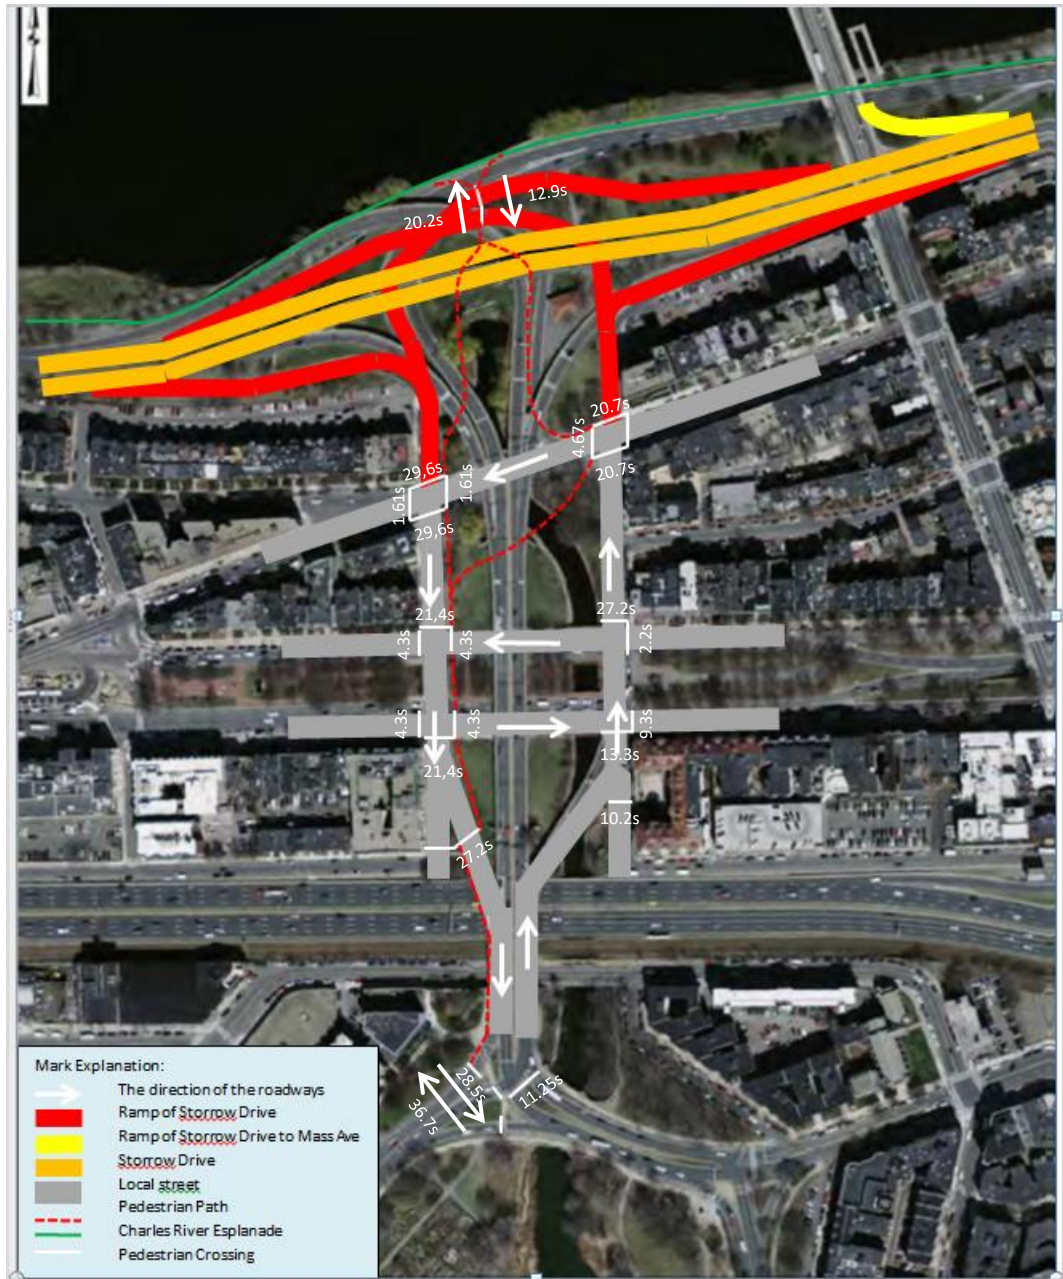 12.9s
20.2s
20.7s
4.67s
20.7s
29,6s
1.61s
1.61s
29,6s
21,4s
27.2s
4.3s
4.3s
2.2s
4.3s
4.3s
9.3s
13.3s
21,4s
10.2s
27.2s
28.5s
11.25s
36.7s
Mark Explanation:
The direction of the roadways
Ramp of Storrow Drive
Ramp of Storrow Drive to Mass Ave
Storrow Drive
Local street
Pedestrian Path
Charles River Esplanade
Pedestrian Crossing